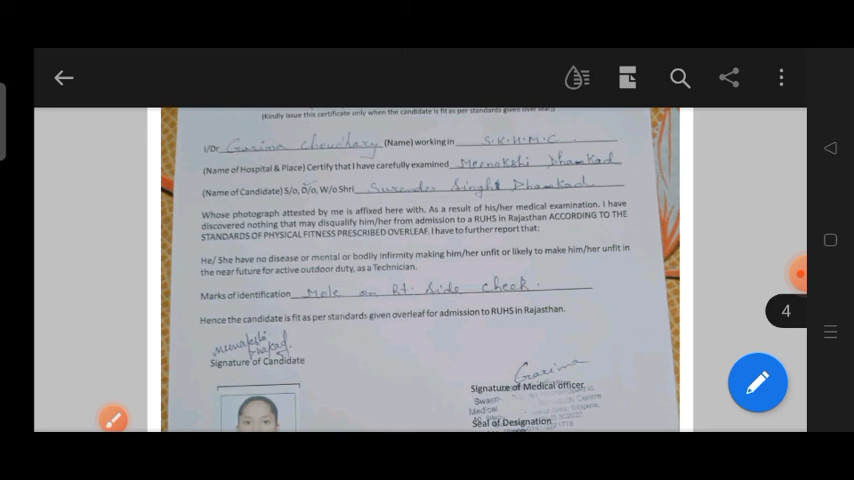 (Kindly issue this certificate only when the candidate is fit as per standards given over leaf)
I/Dr Garima Choudhary (Name) working in S.K.H.M.C.
(Name of Hospital & Place) Certify that I have carefully examined Meenakshi Dhakad
(Name of Candidate) S/o, D/o, W/o Shri Surender Singh Dhakad
Whose photograph attested by me is affixed here with. As a result of his/her medical examination. I have
discovered nothing that may disqualify him/her from admission to a RUHS in Rajasthan ACCORDING TO THE
STANDARDS OF PHYSICAL FITNESS PRESCRIBED OVERLEAF. I have to further report that:
He/ She have no disease or mental or bodily infirmity making him/her unfit or likely to make him/her unfit in
the near future for active outdoor duty, as a Technician.
Marks of identification Mole on Rt. Side cheek.
Hence the candidate is fit as per standards given overleaf for admission to RUHS in Rajasthan.
Meenakshi
Dhakad
Signature of Candidate
Garima
Signature of Medical officer
Medical
Seal of Designation
4